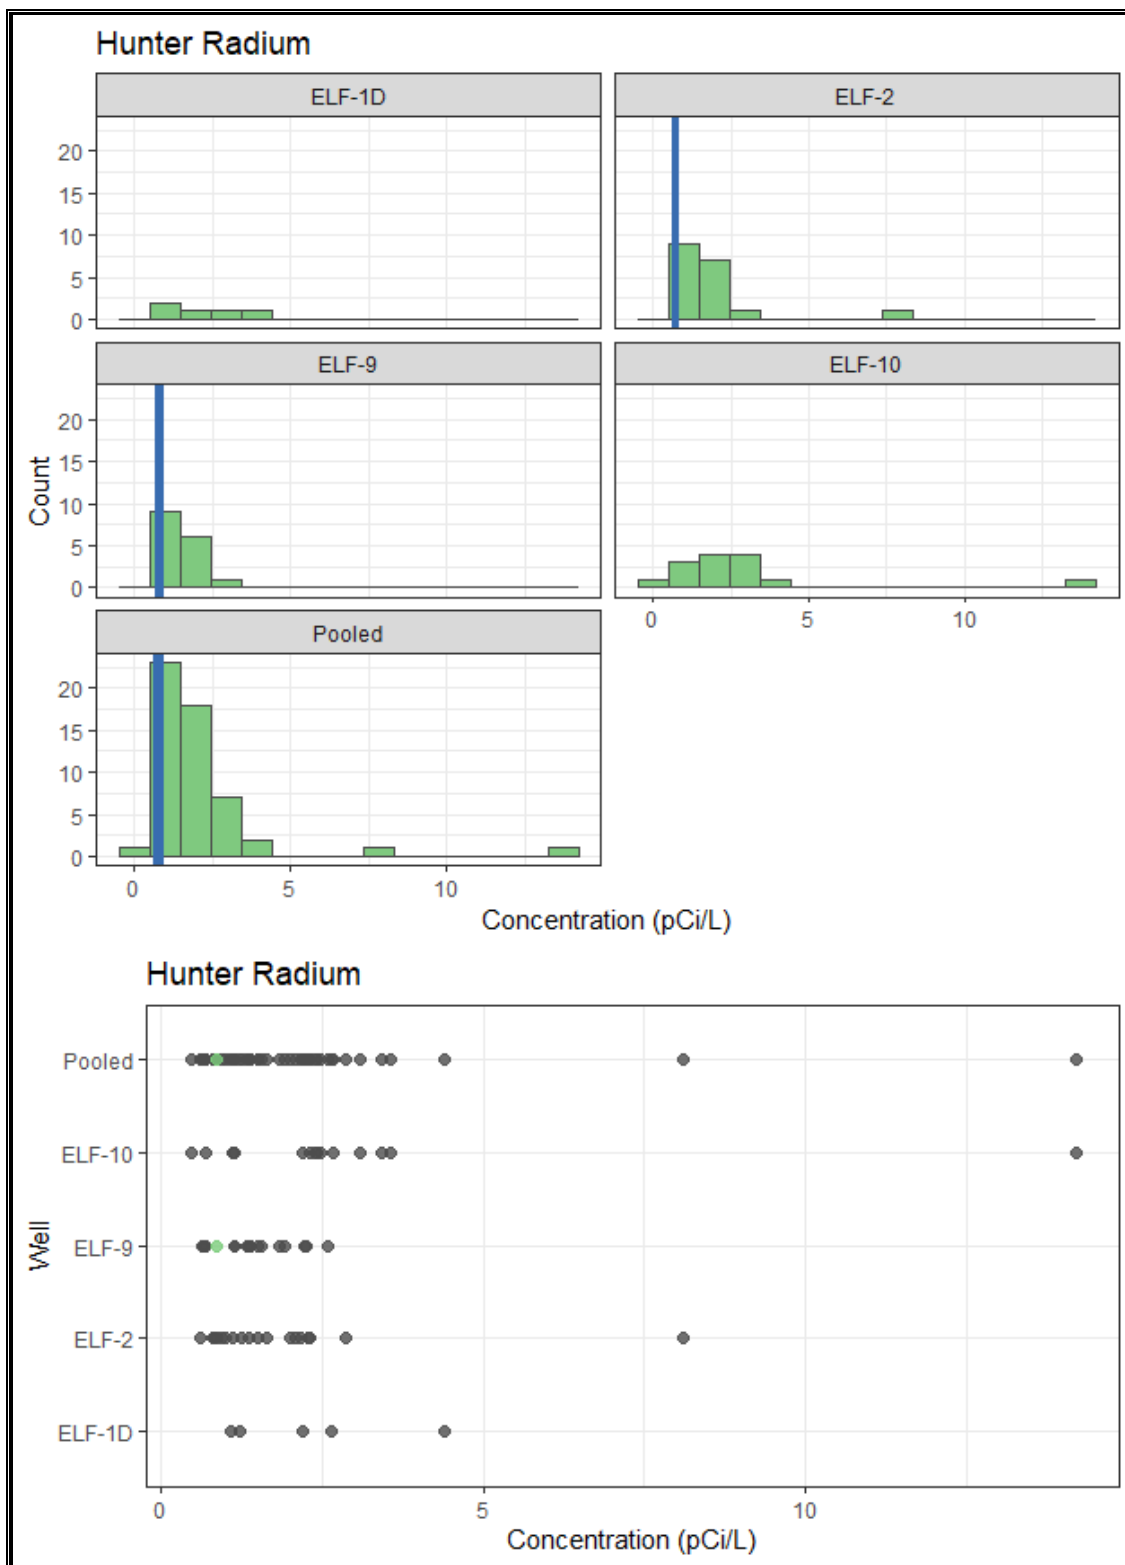 Hunter Radium
ELF-1D
ELF-2
20
15
10
5
0
ELF-9
ELF-10
20
15
10
5
0
Count
0 5 10
Pooled
20
15
10
5
0
0 5 10
Concentration (pCi/L)
Hunter Radium
Pooled
ELF-10
ELF-9
ELF-2
ELF-1D
Well
0 5 10
Concentration (pCi/L)